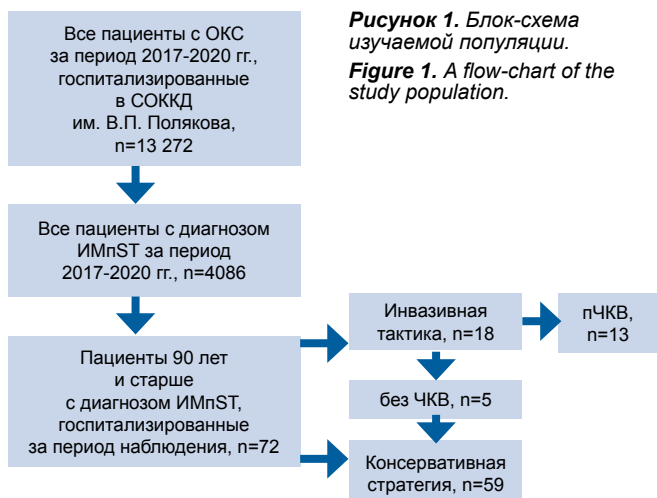 Все пациенты с ОКС
за период 2017-2020 гг.,
госпитализированные
в СОККД
им. В.П. Полякова,
n=13 272
Рисунок 1. Блок-схема
изучаемой популяции.
Figure 1. A flow-chart of the
study population.
Все пациенты с диагнозом
ИМпST за период
2017-2020 гг., n=4086
Пациенты 90 лет
и старше
с диагнозом ИМпST,
госпитализированные
за период наблюдения, n=72
Инвазивная
тактика, n=18
пЧКВ,
n=13
без ЧКВ, n=5
Консервативная
стратегия, n=59